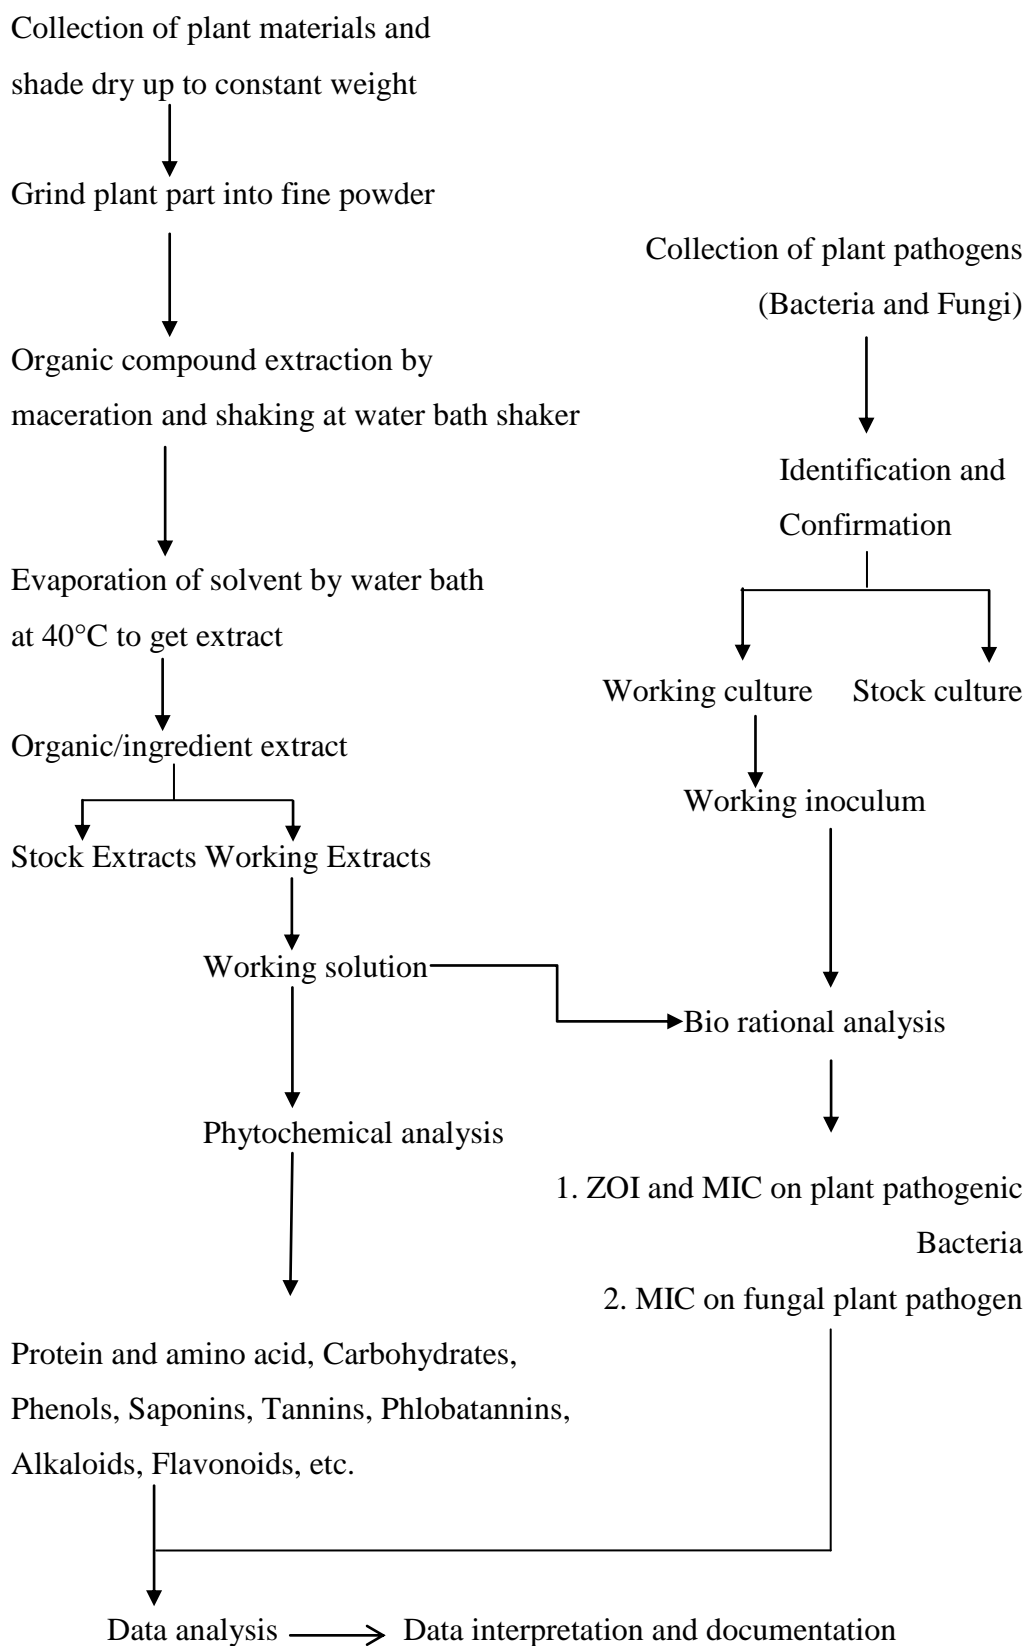 Collection of plant materials and
shade dry up to constant weight
Grind plant part into fine powder
Collection of plant pathogens
(Bacteria and Fungi)
Organic compound extraction by
maceration and shaking at water bath shaker
Identification and
Confirmation
Evaporation of solvent by water bath
at 40°C to get extract
Working culture
Stock culture
Organic/ingredient extract
Working inoculum
Stock Extracts Working Extracts
Working solution
Bio rational analysis
Phytochemical analysis
1. ZOI and MIC on plant pathogenic
Bacteria
2. MIC on fungal plant pathogen
Protein and amino acid, Carbohydrates,
Phenols, Saponins, Tannins, Phlobatannins,
Alkaloids, Flavonoids, etc.
Data analysis
Data interpretation and documentation